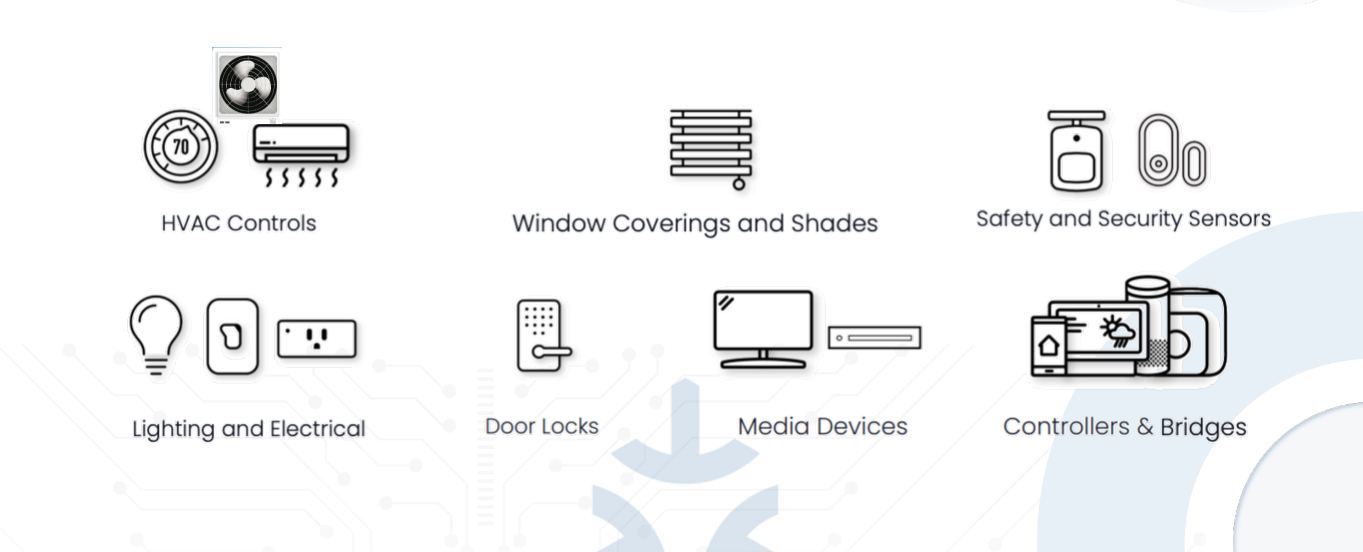 70
HVAC Controls
Window Coverings and Shades
Safety and Security Sensors
Lighting and Electrical
Door Locks
Media Devices
Controllers & Bridges